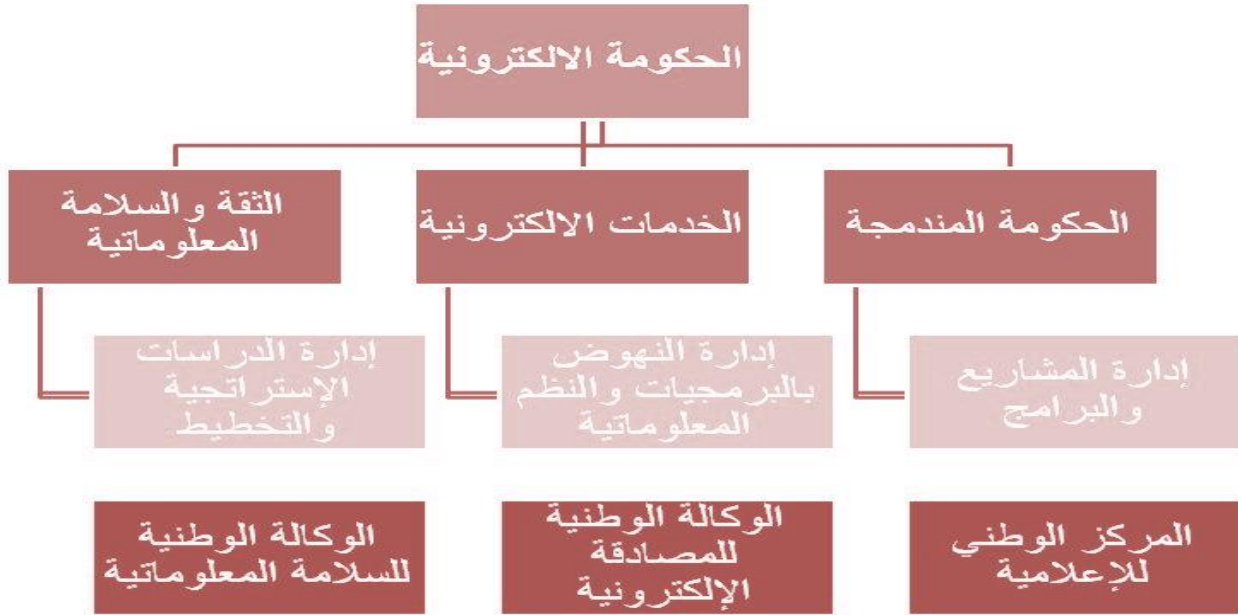 الحكومة الالكترونية
الحكومة المندمجة
الخدمات الالكترونية
الثقة والسلامة
المعلوماتية
إدارة المشاريع
والبرامج
إدارة النهوض
بالبرمجيات والنظم
المعلوماتية
إدارة الدراسات
الإستراتجية
والتخطيط
المركز الوطني
للإعلامية
الوكالة الوطنية
للمصادقة
الإلكترونية
الوكالة الوطنية
للسلامة المعلوماتية